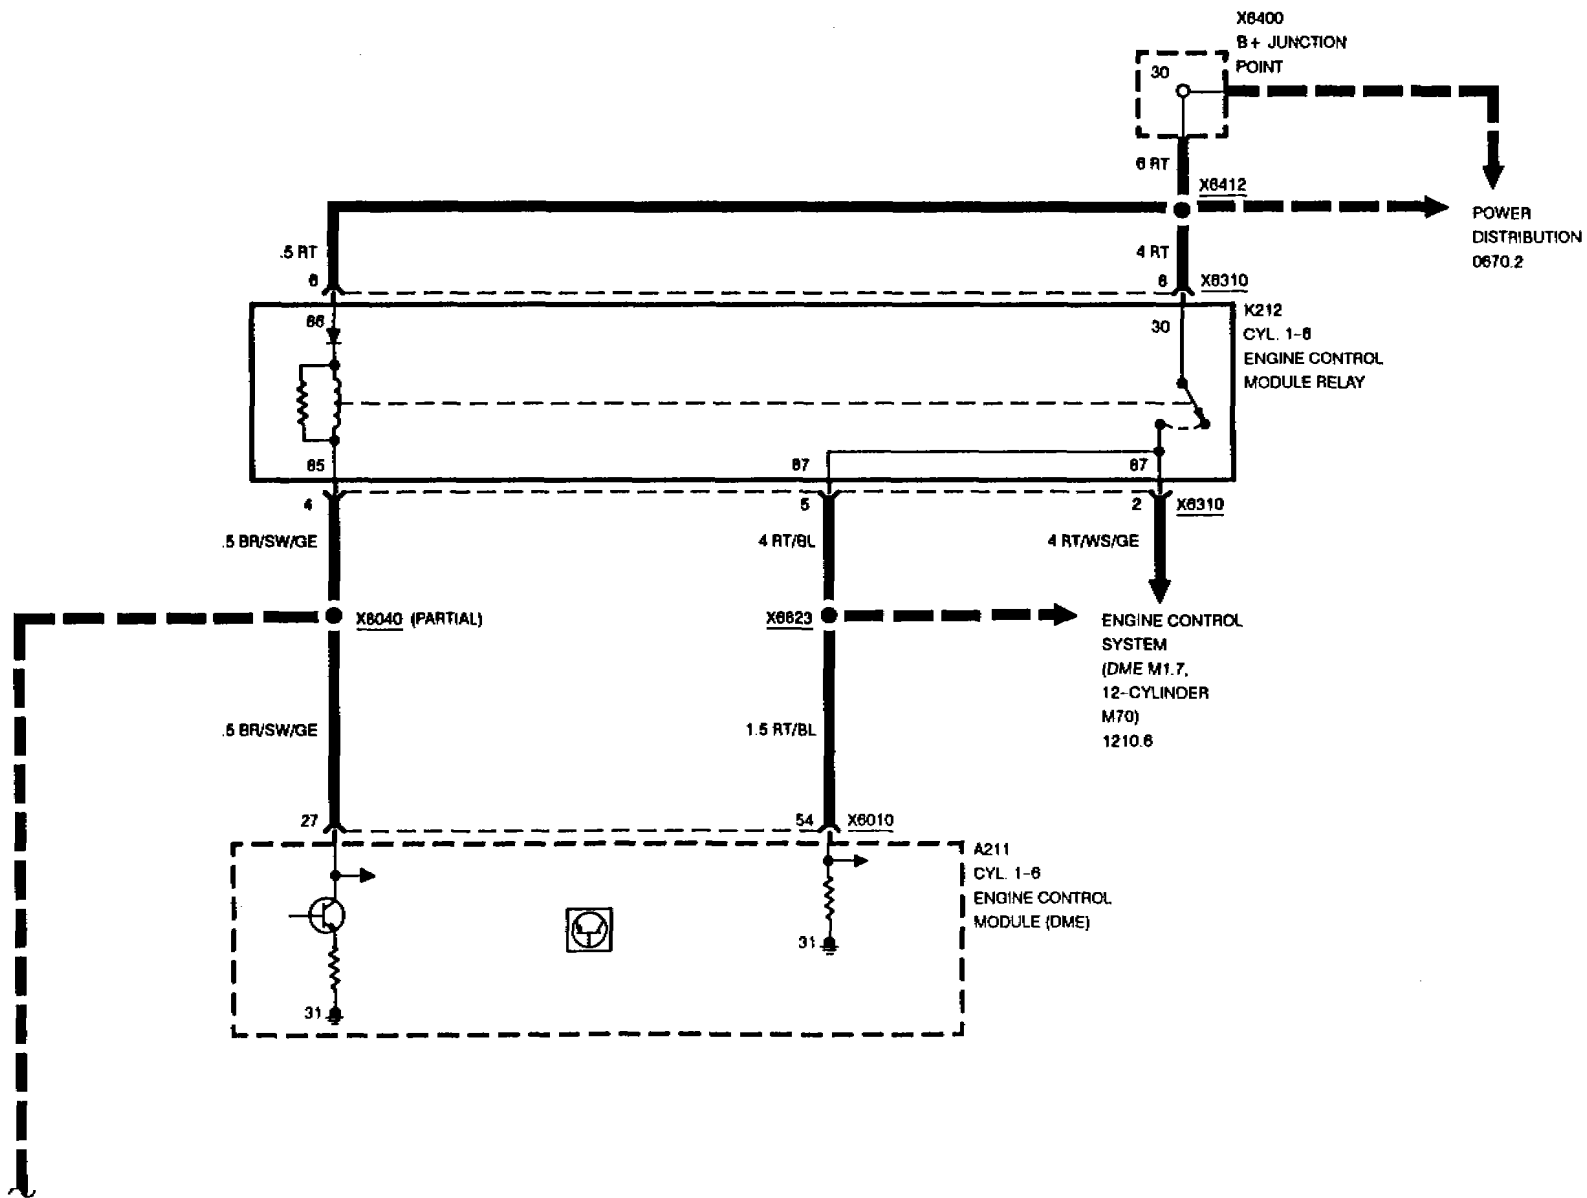 X6400
B+ JUNCTION
POINT
30
6 RT
X6412
POWER
DISTRIBUTION
0670.2
.5 RT
4 RT
6
6
X6310
K212
CYL. 1-6
ENGINE CONTROL
MODULE RELAY
86
30
85
87
87
4
5
2
X6310
.5 BR/SW/GE
4 RT/BL
4 RT/WS/GE
X6040 (PARTIAL)
X6623
ENGINE CONTROL
SYSTEM
(DME M1.7,
12-CYLINDER
M70)
1210.6
.5 BR/SW/GE
1.5 RT/BL
27
54
X6010
A211
CYL. 1-6
ENGINE CONTROL
MODULE (DME)
31
31